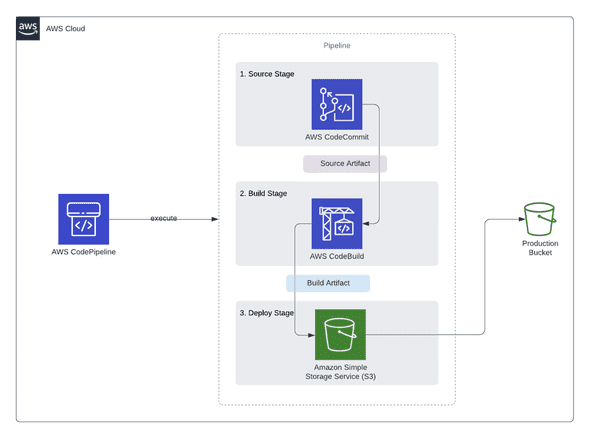 aws
AWS Cloud
Pipeline
1. Source Stage
</>
AWS CodeCommit
Source Artifact
2. Build Stage
</>
AWS CodeBuild
</>
execute
AWS CodePipeline
Production
Bucket
Build Artifact
3. Deploy Stage
Amazon Simple
Storage Service (S3)